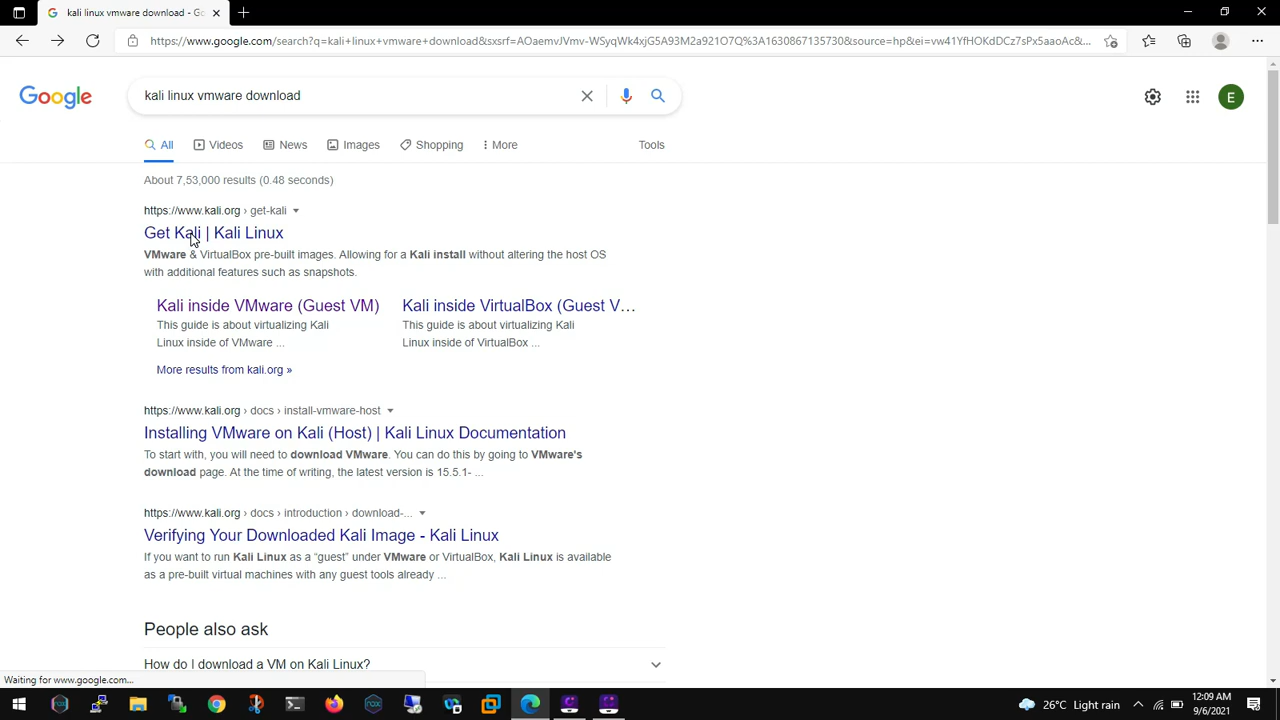 kali linux vmware download - Go
https://www.google.com/search?q=kali+linux+vmware+download&sxsrf=AOaemvJVmv-WSyqWk4xjG5A93M2a921O7Q%3A1630867135730&source=hp&ei=vw41YfHOKdDCz7sPx5aaoAc&...
Google
kali linux vmware download
E
All
Videos
News
Images
Shopping
More
Tools
About 7,53,000 results (0.48 seconds)
https://www.kali.org › get-kali
Get Kali | Kali Linux
VMware & VirtualBox pre-built images. Allowing for a Kali install without altering the host OS
with additional features such as snapshots.
Kali inside VMware (Guest VM)
This guide is about virtualizing Kali
Linux inside of VMware ...
Kali inside VirtualBox (Guest V...
This guide is about virtualizing Kali
Linux inside of VirtualBox ...
More results from kali.org »
https://www.kali.org › docs › install-vmware-host
Installing VMware on Kali (Host) | Kali Linux Documentation
To start with, you will need to download VMware. You can do this by going to VMware's
download page. At the time of writing, the latest version is 15.5.1- ...
https://www.kali.org › docs › introduction › download-...
Verifying Your Downloaded Kali Image - Kali Linux
If you want to run Kali Linux as a “guest” under VMware or VirtualBox, Kali Linux is available
as a pre-built virtual machines with any guest tools already ...
People also ask
How do I download a VM on Kali Linux?
Waiting for www.google.com...
26°C Light rain
12:09 AM
9/6/2021